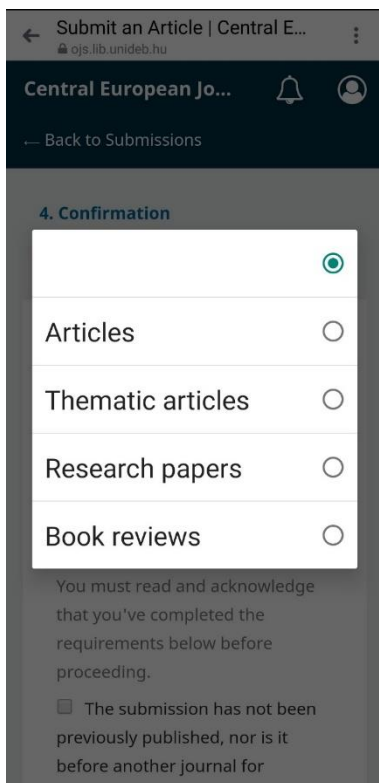 Submit an Article | Central E...
ojs.lib.unideb.hu
Central European Jo...
← Back to Submissions
4. Confirmation
Articles
Thematic articles
Research papers
Book reviews
You must read and acknowledge
that you've completed the
requirements below before
proceeding.
The submission has not been
previously published, nor is it
before another journal for